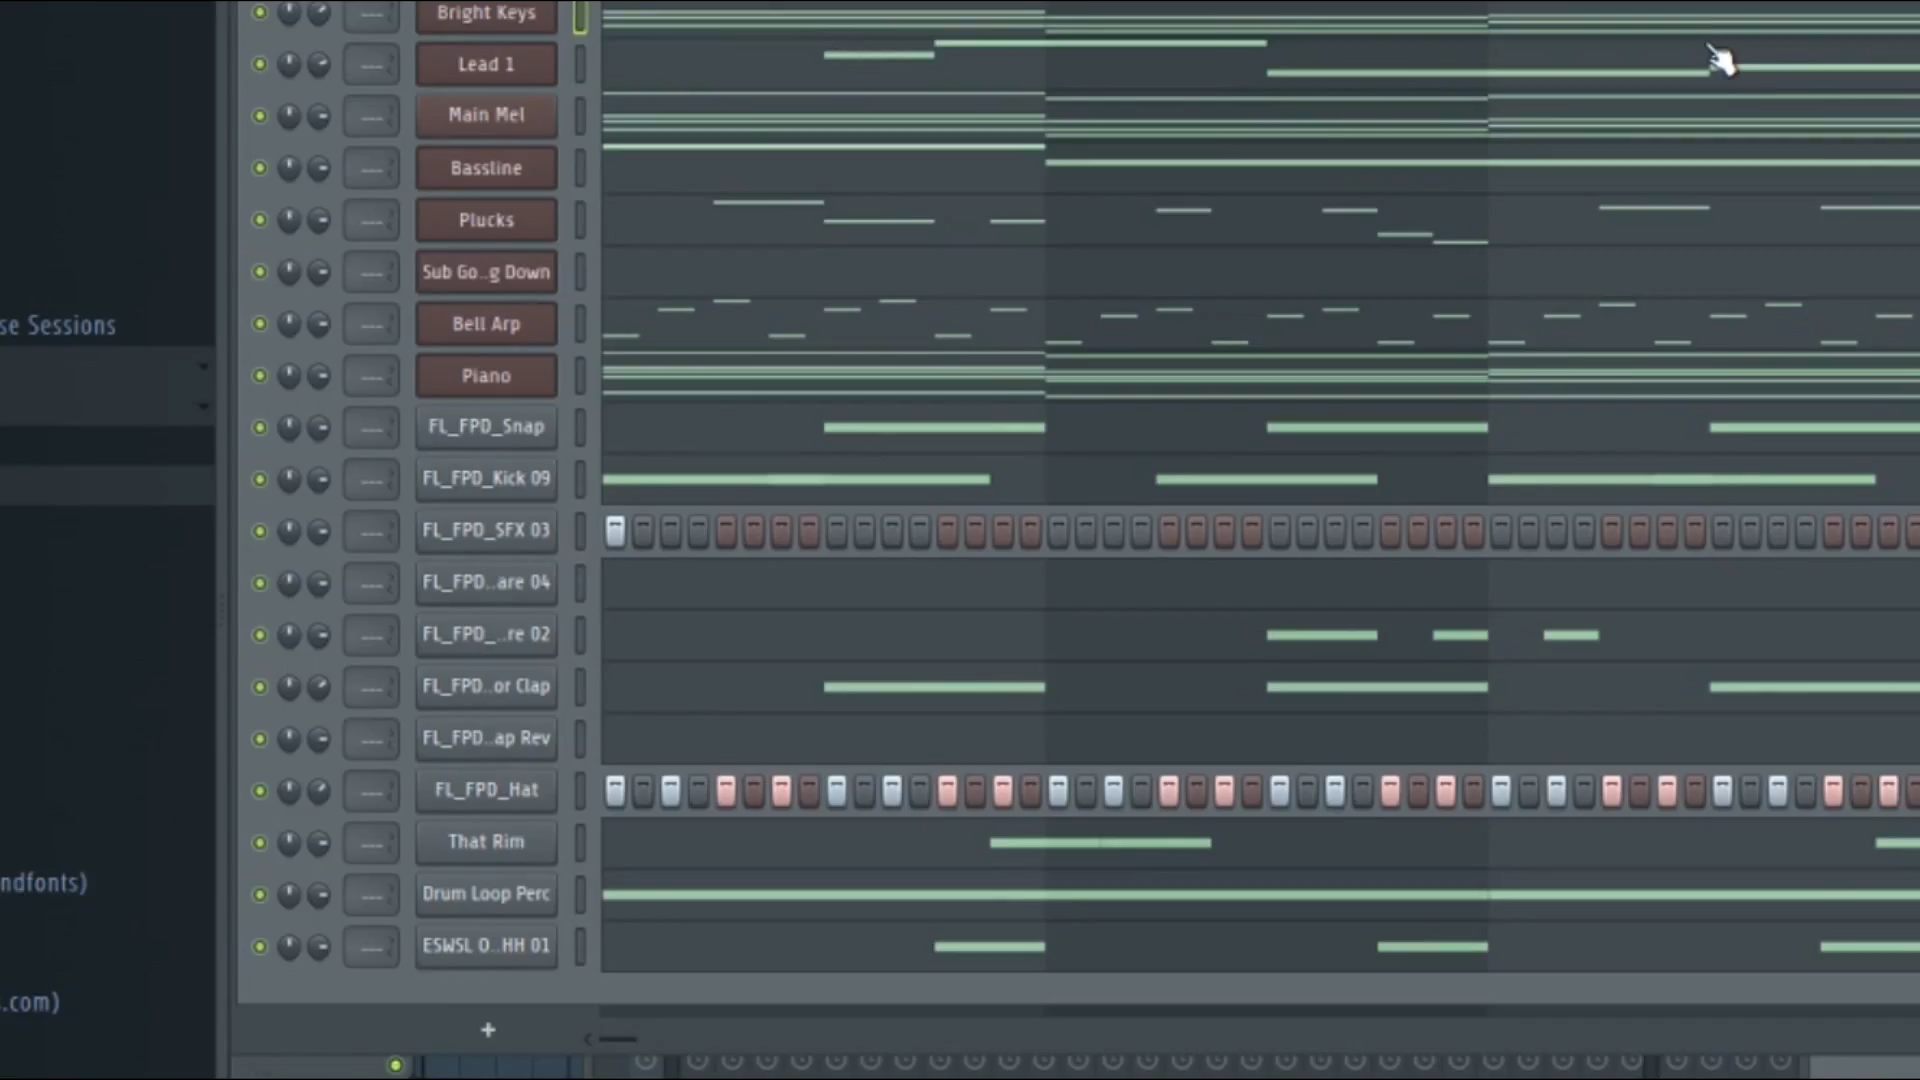 Bright Keys
Lead 1
Main Mel
Bassline
Plucks
Sub Go..g Down
se Sessions
Bell Arp
Piano
FL_FPD_Snap
FL_FPD_Kick 09
FL_FPD_SFX 03
FL_FPD..are 04
FL_FPD_..re 02
FL_FPD..or Clap
FL_FPD..ap Rev
FL_FPD_Hat
That Rim
ndfonts)
Drum Loop Perc
ESWSL O..HH 01
.com)
+